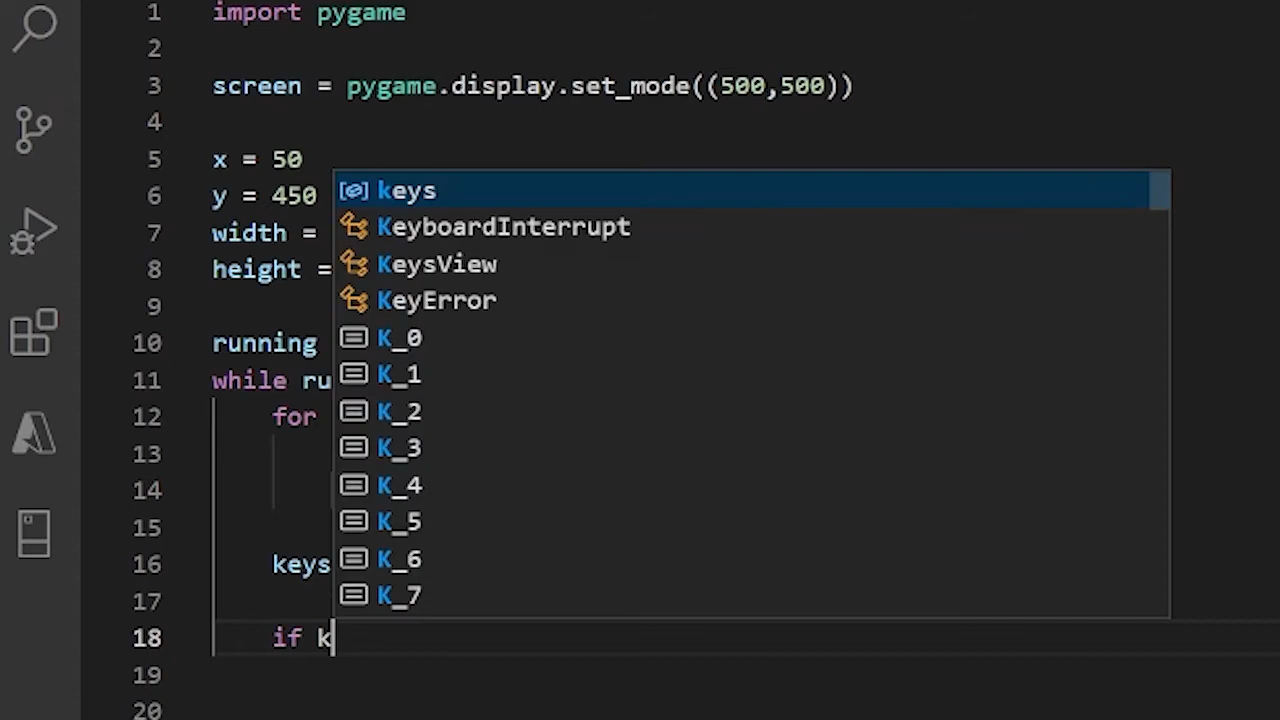 1 import pygame
2
3 screen = pygame.display.set_mode((500,500))
4
5 x = 50
6 y = 450
7 width =
8 height =
9
10 running
11 while ru
12 for
13
14
15
16 keys
17
18 if k
19
20
keys
KeyboardInterrupt
KeysView
KeyError
K_0
K_1
K_2
K_3
K_4
K_5
K_6
K_7